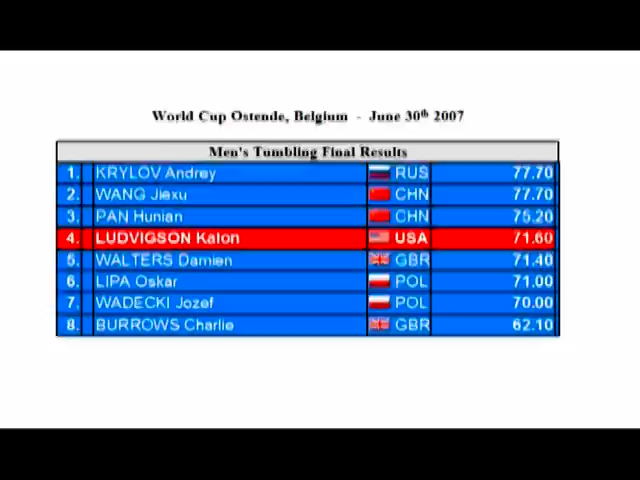 World Cup Ostende, Belgium - June 30th 2007
Men's Tumbling Final Results
1. KRYLOV Andrey RUS 77.70
2. WANG Jiexu CHN 77.70
3. PAN Hunian CHN 75.20
4. LUDVIGSON Kalon USA 71.60
5. WALTERS Damien GBR 71.40
6. LIPA Oskar POL 71.00
7. WADECKI Jozef POL 70.00
8. BURROWS Charlie GBR 62.10